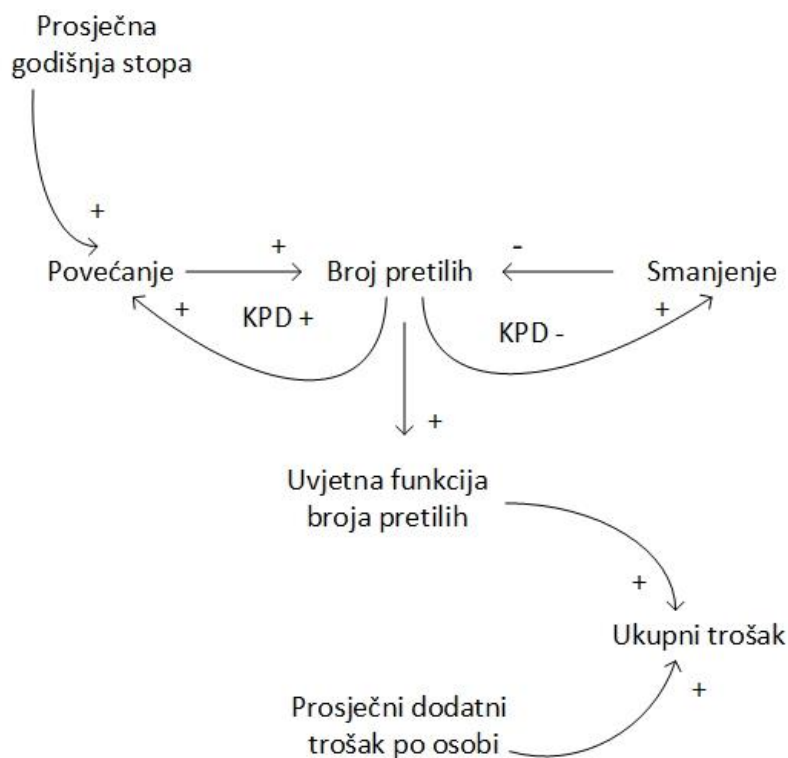 Prosječna
godišnja stopa
+
Povećanje
+
Broj pretilih
-
Smanjenje
+
KPD +
KPD -
+
+
Uvjetna funkcija
broja pretilih
+
Ukupni trošak
+
Prosječni dodatni
trošak po osobi